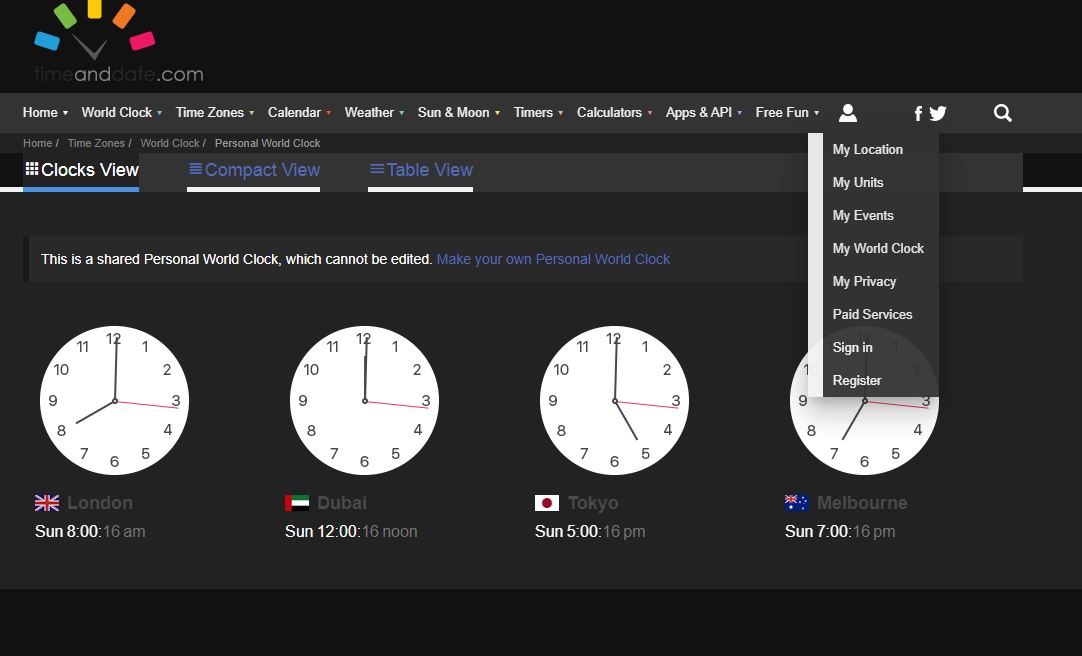 timeanddate.com
Home World Clock Time Zones Calendar Weather Sun & Moon Timers Calculators Apps & API Free Fun
Home / Time Zones / World Clock / Personal World Clock
Clocks View Compact View Table View
My Location
My Units
My Events
My World Clock
My Privacy
Paid Services
Sign in
Register
This is a shared Personal World Clock, which cannot be edited. Make your own Personal World Clock
12 1 2 3 4 5 6 7 8 9 10 11
12 1 2 3 4 5 6 7 8 9 10 11
12 1 2 3 4 5 6 7 8 9 10 11
12 1 2 3 4 5 6 7 8 9 10
London Dubai Tokyo Melbourne
Sun 8:00:16 am Sun 12:00:16 noon Sun 5:00:16 pm Sun 7:00:16 pm